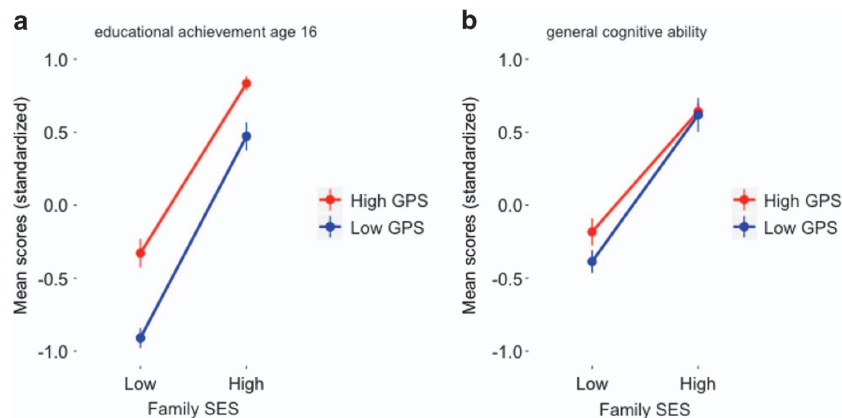 a
educational achievement age 16
Mean scores (standardized)
1.0
0.5
0.0
-0.5
-1.0
Low
High
Family SES
High GPS
Low GPS
b
general cognitive ability
Mean scores (standardized)
1.0
0.5
0.0
-0.5
-1.0
Low
High
Family SES
High GPS
Low GPS